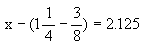 x − (1 1/4 − 3/8) = 2.125